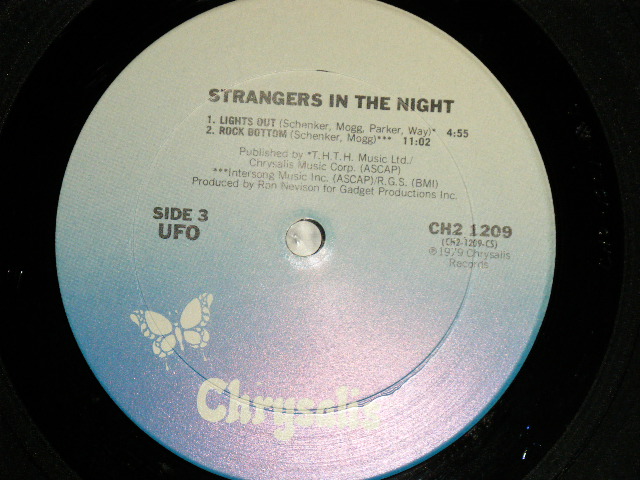 STRANGERS IN THE NIGHT
1. LIGHTS OUT (Schenker, Mogg, Parker, Way)* 4:55
2. ROCK BOTTOM (Schenker, Mogg)*** 11:02
Published by *T.H.T.H. Music Ltd./
Chrysalis Music Corp. (ASCAP)
***Intersong Music Inc. (ASCAP)/R.G.S. (BMI)
Produced by Ron Nevison for Gadget Productions Inc.
SIDE 3
UFO
CH2 1209
(CH2-1209-CS)
℗1979 Chrysalis
Records
Chrysalis